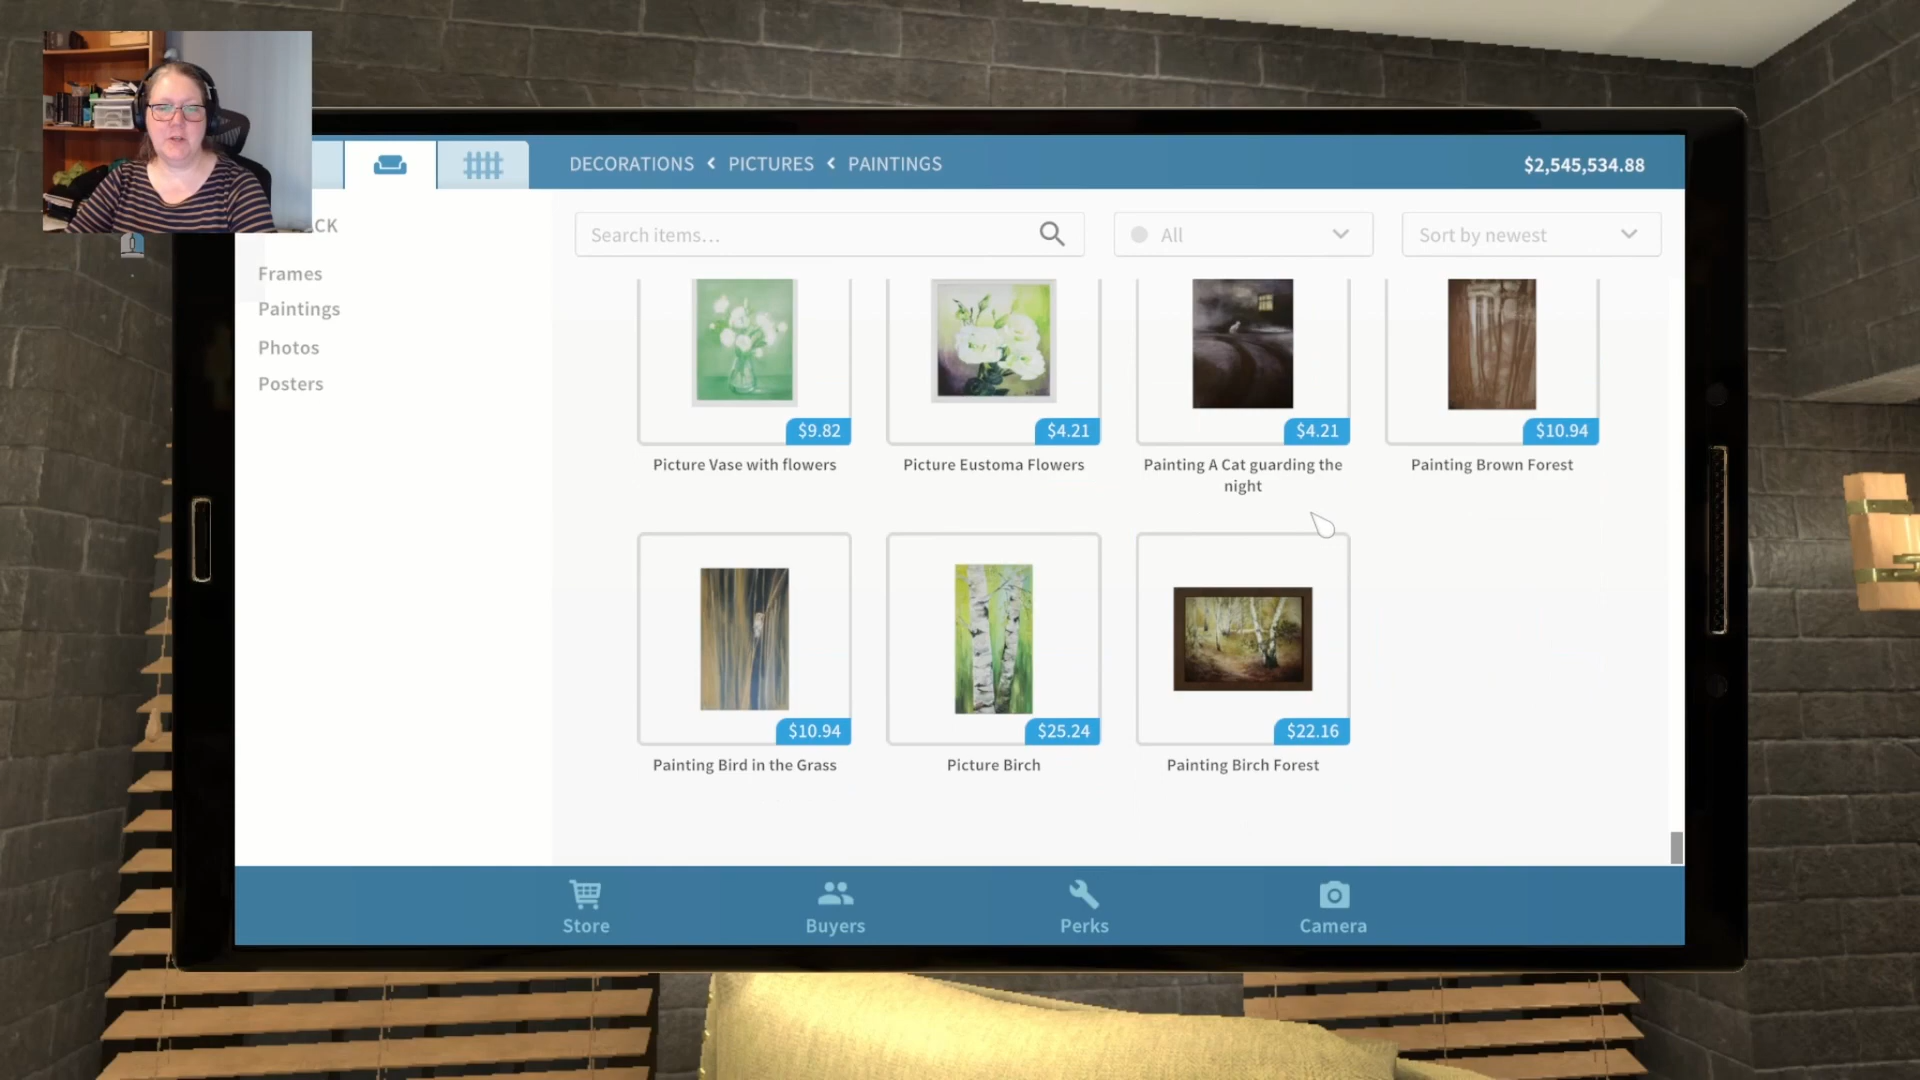 DECORATIONS < PICTURES < PAINTINGS
$2,545,534.88
CK
Search items...
All
Sort by newest
Frames
Paintings
Photos
Posters
$9.82
$4.21
$4.21
$10.94
Picture Vase with flowers
Picture Eustoma Flowers
Painting A Cat guarding the
night
Painting Brown Forest
$10.94
$25.24
$22.16
Painting Bird in the Grass
Picture Birch
Painting Birch Forest
Store
Buyers
Perks
Camera